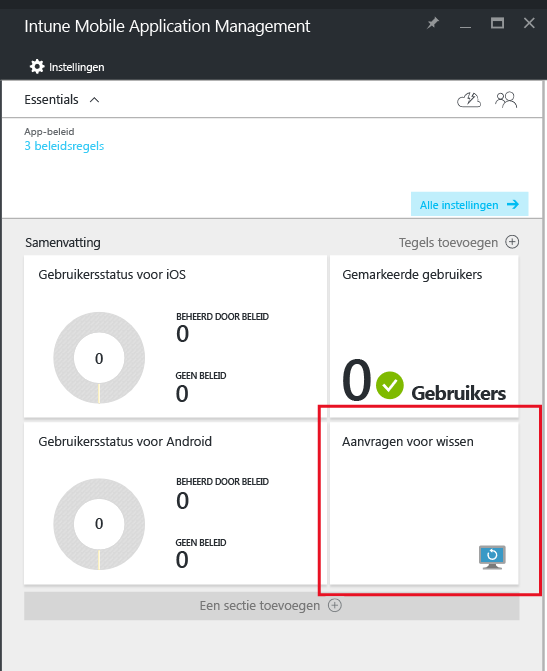 Intune Mobile Application Management
Instellingen
Essentials
App-beleid
3 beleidsregels
Alle instellingen
Samenvatting
Tegels toevoegen
Gebruikersstatus voor iOS
0
BEHEERD DOOR BELEID
0
GEEN BELEID
0
Gemarkeerde gebruikers
0 Gebruikers
Gebruikersstatus voor Android
0
BEHEERD DOOR BELEID
0
GEEN BELEID
0
Aanvragen voor wissen
Een sectie toevoegen